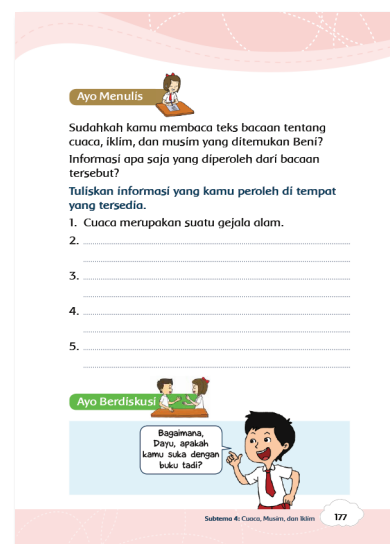 Ayo Menulis
Sudahkah kamu membaca teks bacaan tentang
cuaca, iklim, dan musim yang ditemukan Beni?
Informasi apa saja yang diperoleh dari bacaan
tersebut?
Tuliskan informasi yang kamu peroleh di tempat
yang tersedia.
1. Cuaca merupakan suatu gejala alam.
2.
3.
4.
5.
Ayo Berdiskusi
Bagaimana,
Dayu, apakah
kamu suka dengan
buku tadi?
Subtema 4: Cuaca, Musim, dan Iklim 177